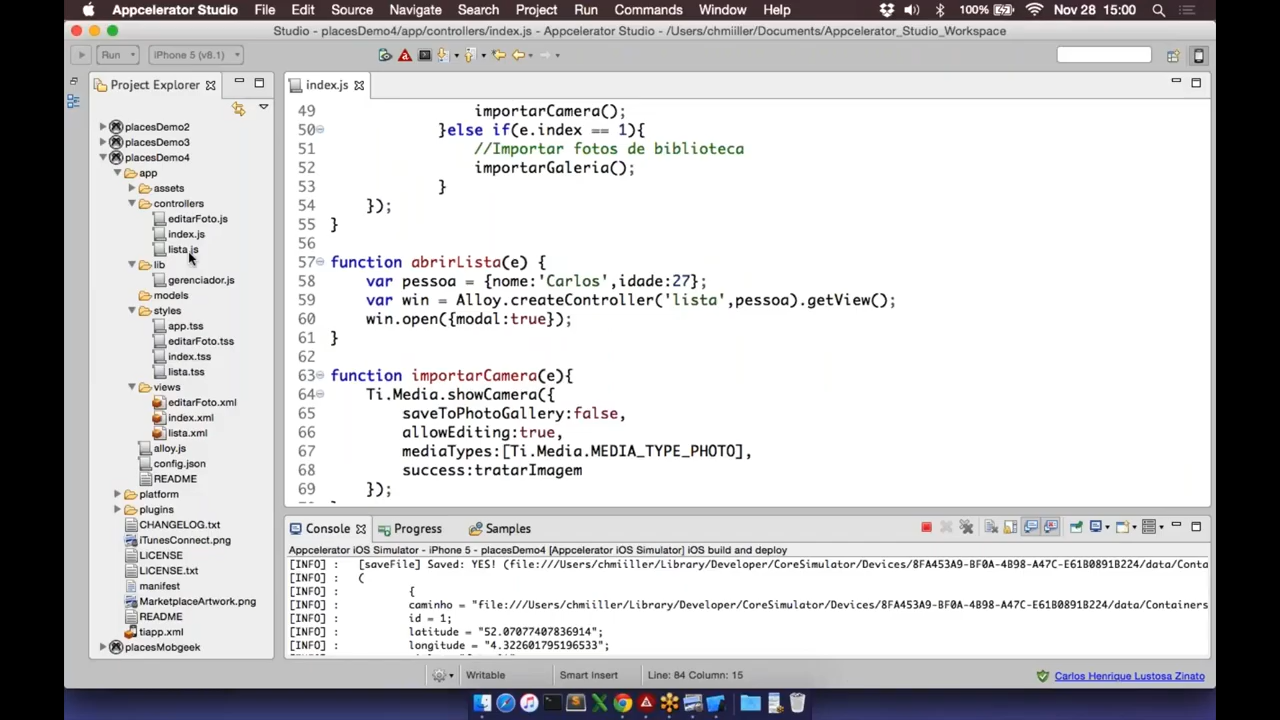 Appcelerator Studio File Edit Source Navigate Search Project Run Commands Window Help 100% Nov 28 15:00
Studio - placesDemo4/app/controllers/index.js - Appcelerator Studio - /Users/chmiiller/Documents/Appcelerator_Studio_Workspace
Run iPhone 5 (v8.1)
Project Explorer
placesDemo2
placesDemo3
placesDemo4
app
assets
controllers
editarFoto.js
index.js
lista.js
lib
gerenciador.js
models
styles
app.tss
editarFoto.tss
index.tss
lista.tss
views
editarFoto.xml
index.xml
lista.xml
alloy.js
config.json
README
platform
plugins
CHANGELOG.txt
iTunesConnect.png
LICENSE
LICENSE.txt
manifest
MarketplaceArtwork.png
README
tiapp.xml
placesMobgeek
index.js
49 importarCamera();
50 }else if(e.index == 1){
51 //Importar fotos de biblioteca
52 importarGaleria();
53 }
54 });
55 }
56
57 function abrirLista(e) {
58 var pessoa = {nome:'Carlos',idade:27};
59 var win = Alloy.createController('lista',pessoa).getView();
60 win.open({modal:true});
61 }
62
63 function importarCamera(e){
64 Ti.Media.showCamera({
65 saveToPhotoGallery:false,
66 allowEditing:true,
67 mediaTypes:[Ti.Media.MEDIA_TYPE_PHOTO],
68 success:tratarImagem
69 });
Console Progress Samples
Appcelerator iOS Simulator - iPhone 5 - placesDemo4 [Appcelerator iOS Simulator] iOS build and deploy
[INFO] : [saveFile] Saved: YES! (file:///Users/chmiiller/Library/Developer/CoreSimulator/Devices/8FA453A9-BF0A-4B98-A47C-E61B0891B224/data/Conta
[INFO] : (
[INFO] : {
[INFO] : caminho = "file:///Users/chmiiller/Library/Developer/CoreSimulator/Devices/8FA453A9-BF0A-4B98-A47C-E61B0891B224/data/Containers
[INFO] : id = 1;
[INFO] : latitude = "52.07077407836914";
[INFO] : longitude = "4.322601795196533";
Writable Smart Insert Line: 84 Column: 15 Carlos Henrique Lustosa Zinato